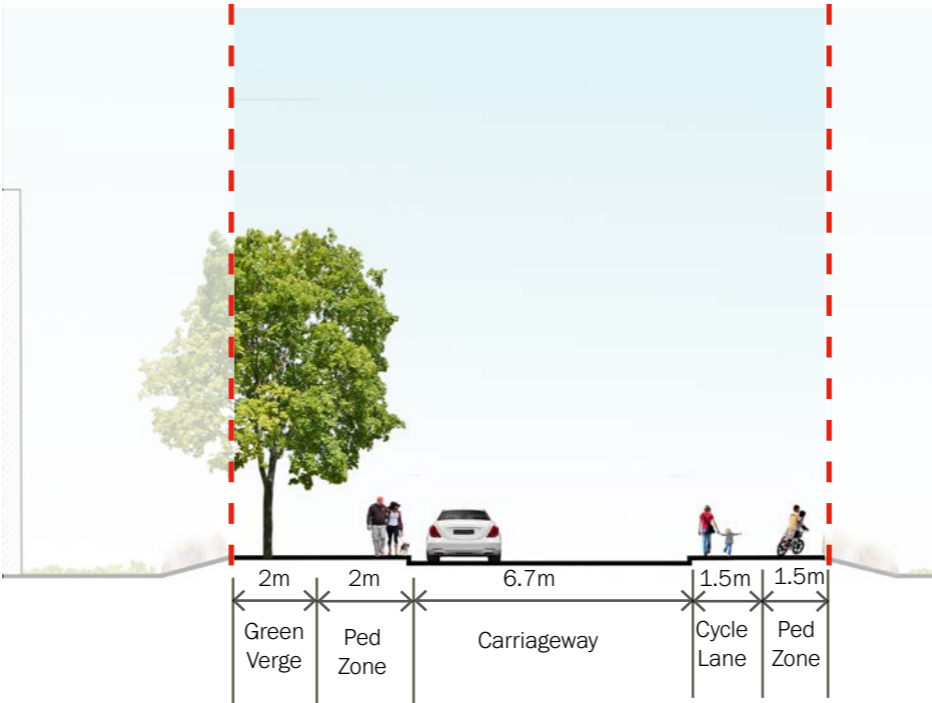 2m 2m 6.7m 1.5m 1.5m
Green
Verge
Ped
Zone
Carriageway
Cycle
Lane
Ped
Zone